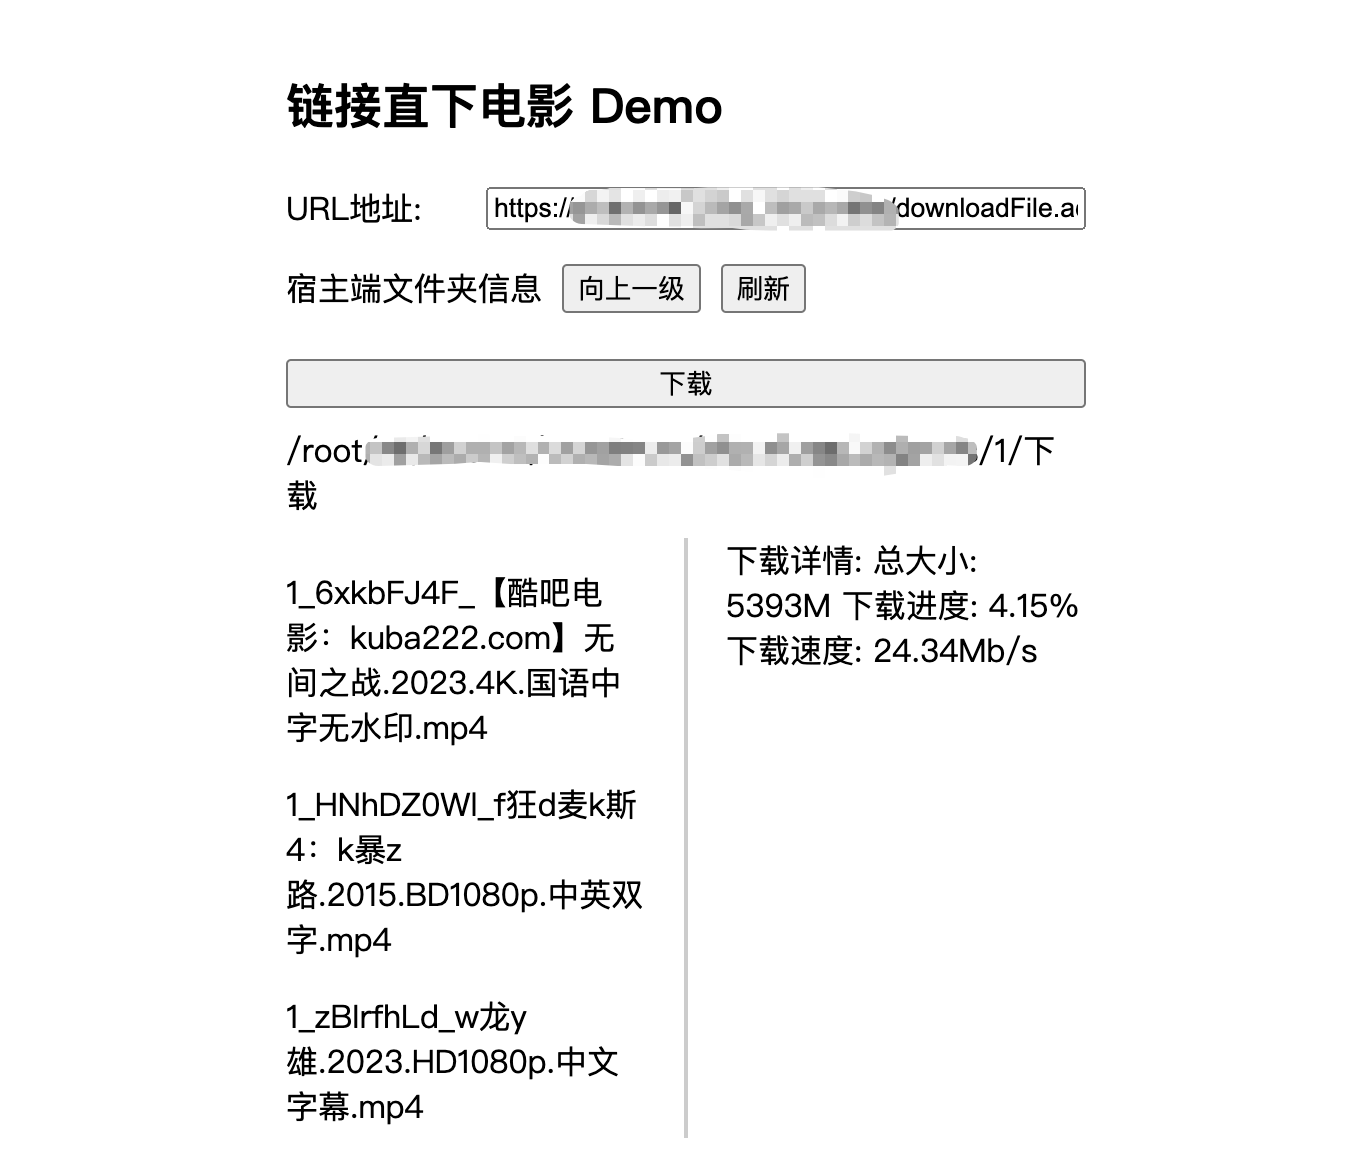 链接直下电影 Demo
URL地址:
https://
/downloadFile.a
宿主端文件夹信息 向上一级 刷新
下载
/root/
/1/下
载
1_6xkbFJ4F_【酷吧电
影：kuba222.com】无
间之战.2023.4K.国语中
字无水印.mp4
1_HNhDZ0Wl_f狂d麦k斯
4：k暴z
路.2015.BD1080p.中英双
字.mp4
1_zBlrfhLd_w龙y
雄.2023.HD1080p.中文
字幕.mp4
下载详情: 总大小:
5393M 下载进度: 4.15%
下载速度: 24.34Mb/s